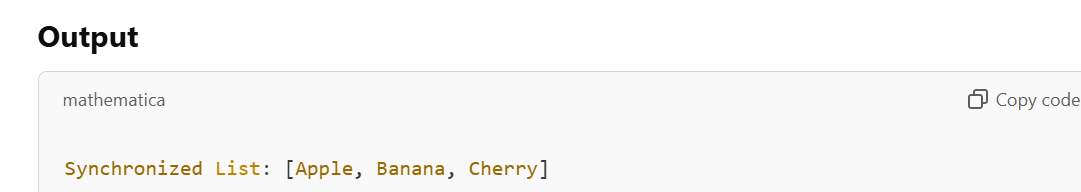 Output
mathematica
Copy code
Synchronized List: [Apple, Banana, Cherry]